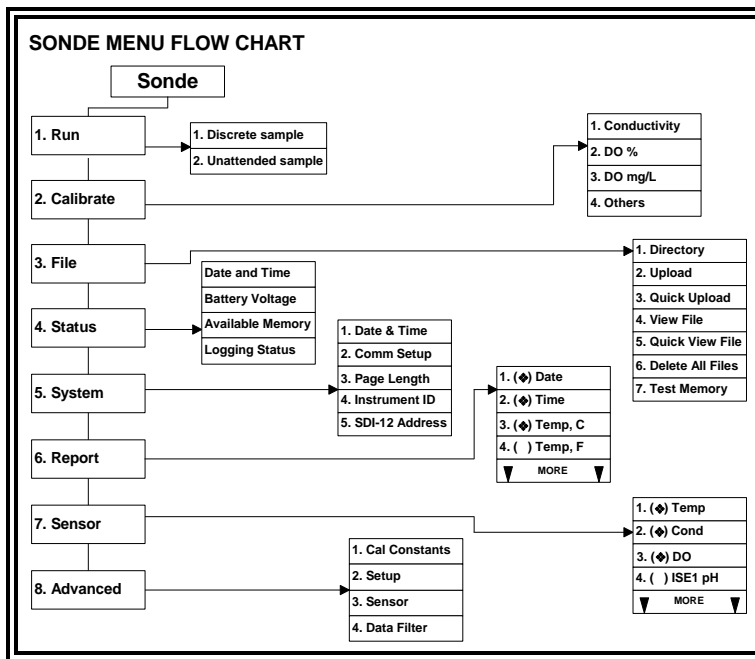 SONDE MENU FLOW CHART
Sonde
1. Run
1. Discrete sample
2. Unattended sample
2. Calibrate
1. Conductivity
2. DO %
3. DO mg/L
4. Others
3. File
1. Directory
2. Upload
3. Quick Upload
4. View File
5. Quick View File
6. Delete All Files
7. Test Memory
4. Status
Date and Time
Battery Voltage
Available Memory
Logging Status
5. System
1. Date & Time
2. Comm Setup
3. Page Length
4. Instrument ID
5. SDI-12 Address
6. Report
1. (❖) Date
2. (❖) Time
3. (❖) Temp, C
4. ( ) Temp, F
MORE
7. Sensor
1. (❖) Temp
2. (❖) Cond
3. (❖) DO
4. ( ) ISE1 pH
MORE
8. Advanced
1. Cal Constants
2. Setup
3. Sensor
4. Data Filter